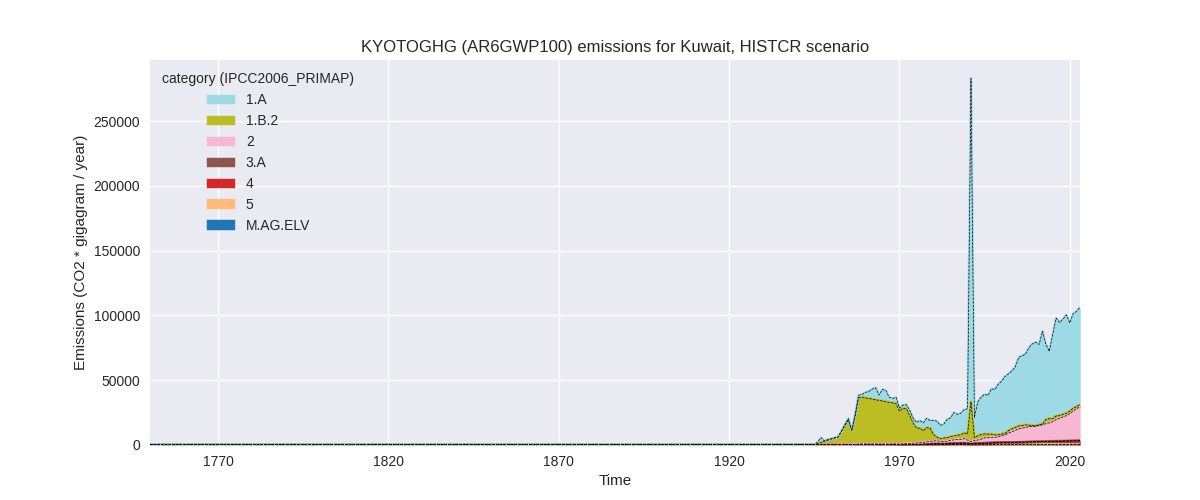 KYOTOGHG (AR6GWP100) emissions for Kuwait, HISTCR scenario
category (IPCC2006_PRIMAP)
1.A
1.B.2
2
3.A
4
5
M.AG.ELV
Emissions (CO2 * gigagram / year)
250000
200000
150000
100000
50000
0
1770
1820
1870
1920
1970
2020
Time